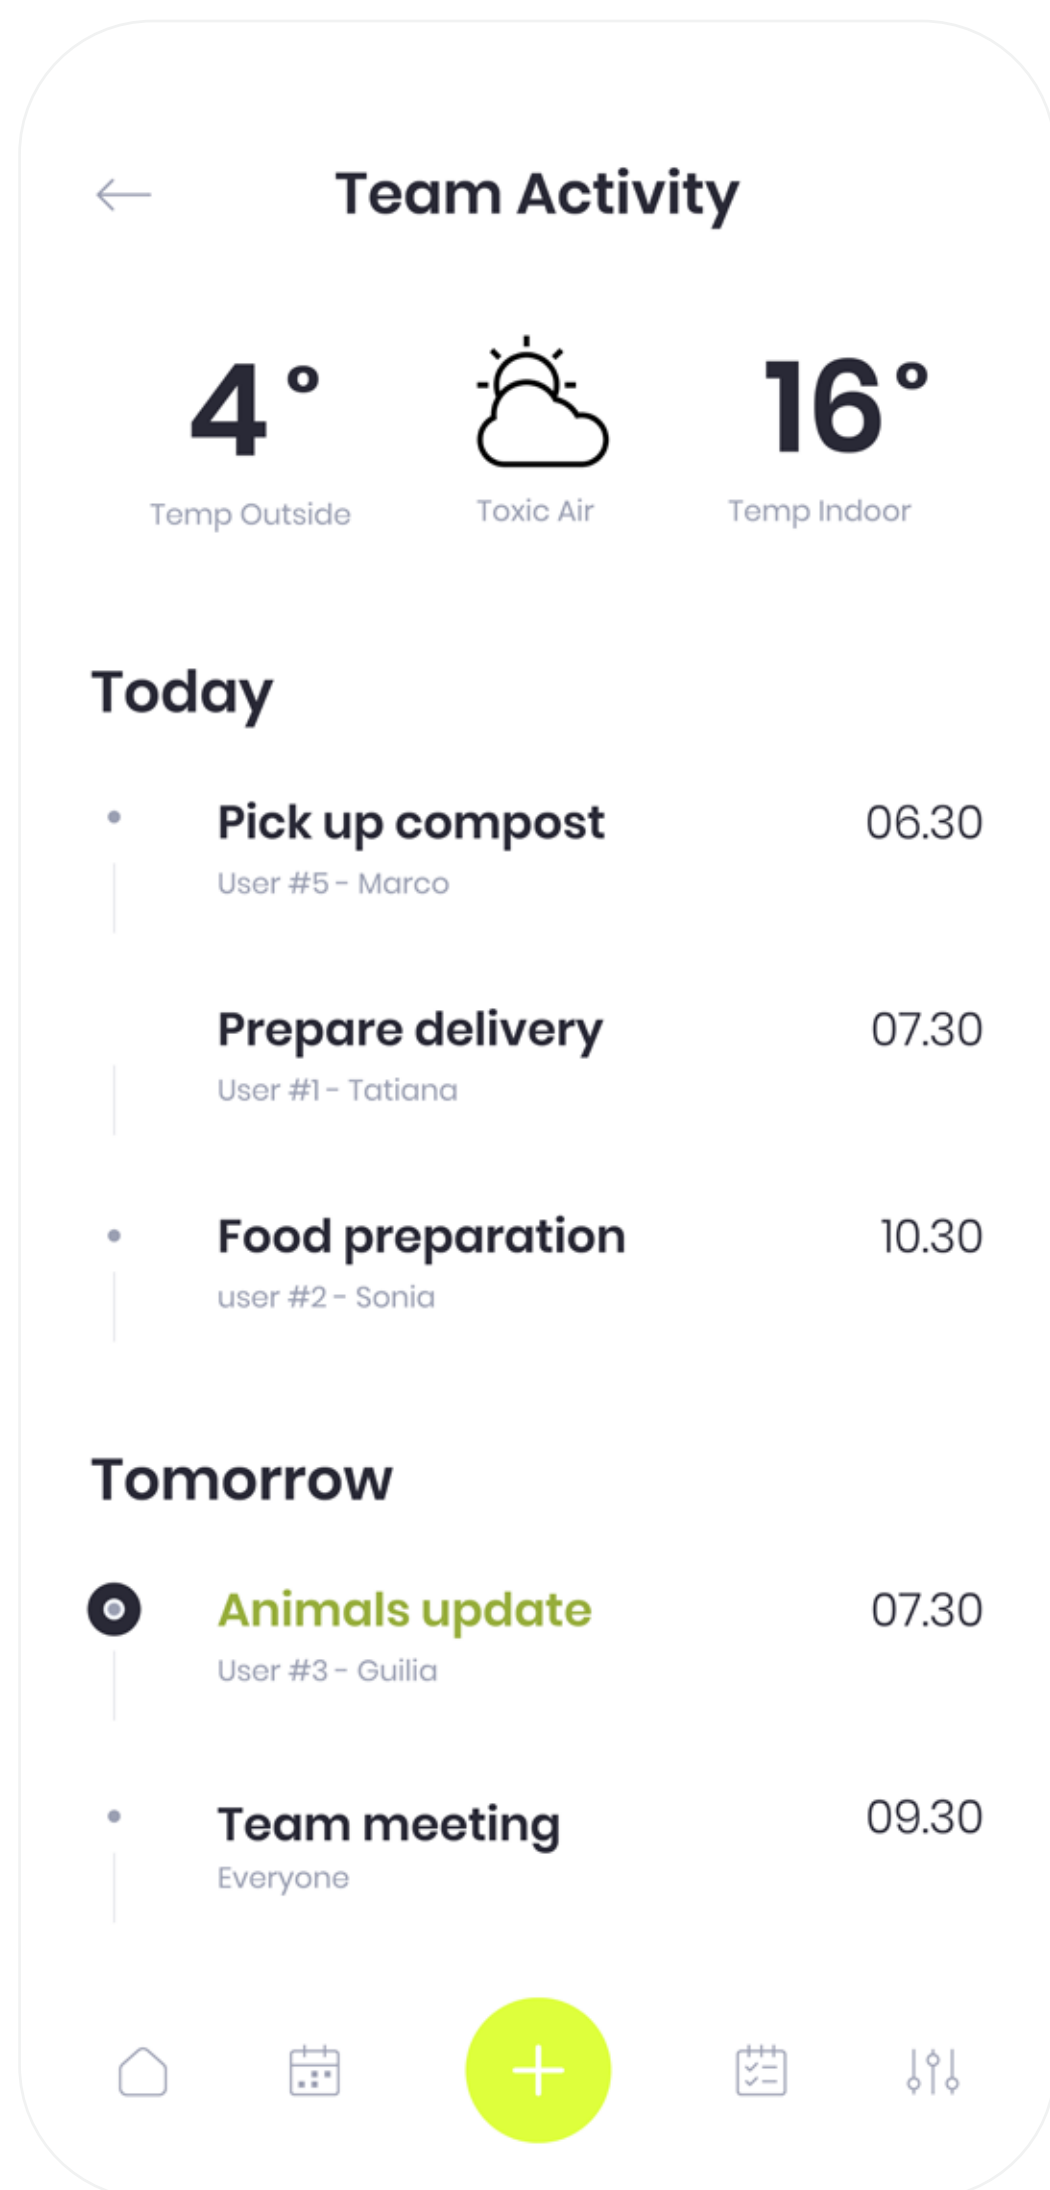 Team Activity
4° 16°
Temp Outside Toxic Air Temp Indoor
Today
Pick up compost 06.30
User #5 - Marco
Prepare delivery 07.30
User #1 - Tatiana
Food preparation 10.30
user #2 - Sonia
Tomorrow
Animals update 07.30
User #3 - Guilia
Team meeting 09.30
Everyone